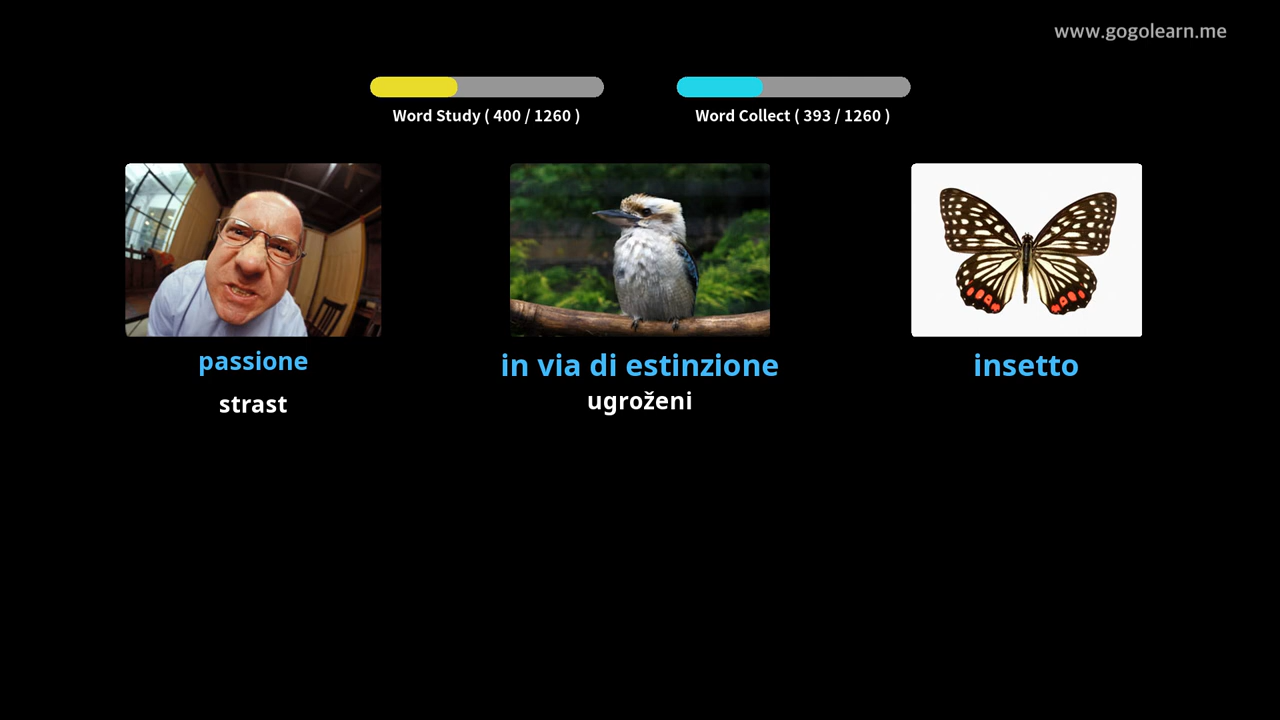 www.gogolearn.me
Word Study ( 400 / 1260 )
Word Collect ( 393 / 1260 )
passione
strast
in via di estinzione
ugroženi
insetto